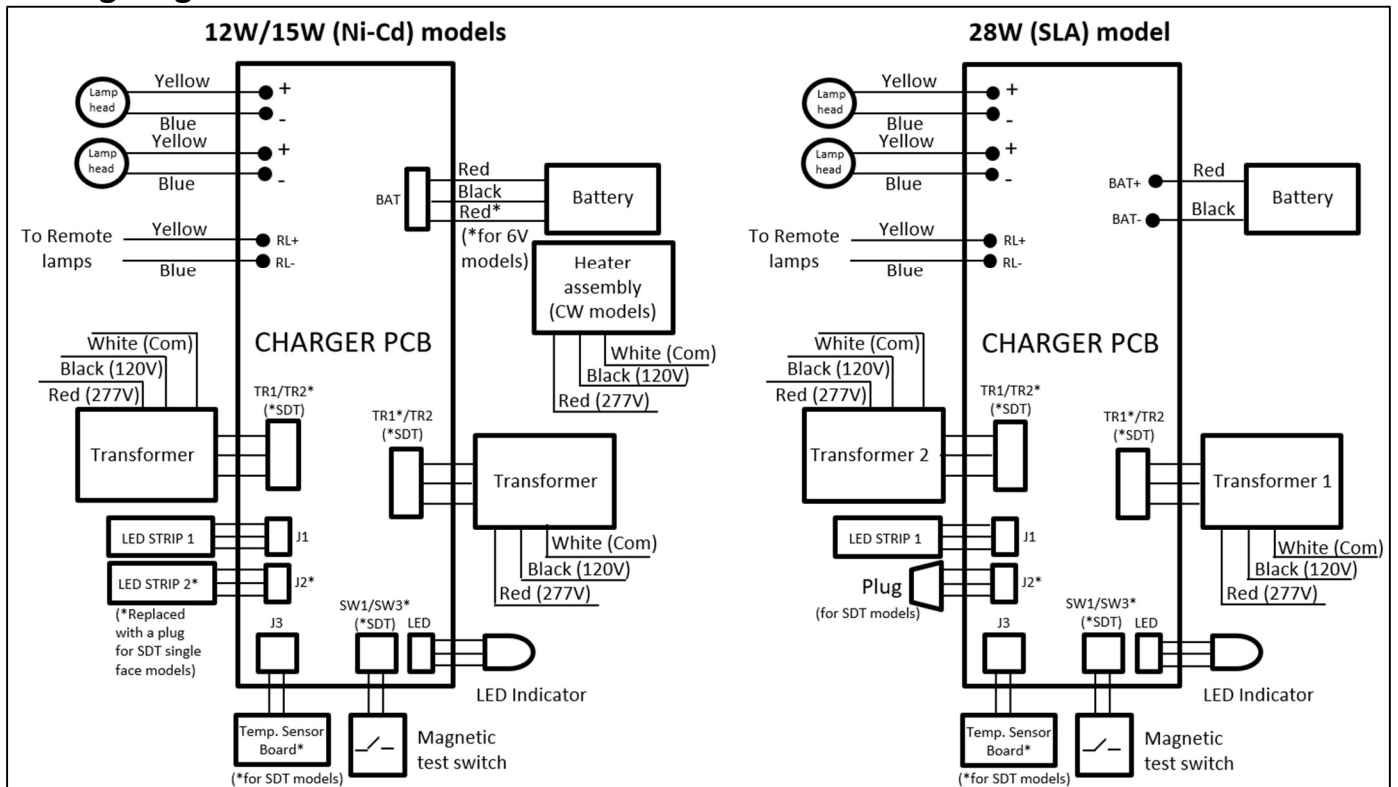 12W/15W (Ni-Cd) models
Lamp
head
Yellow
+
Blue
-
Lamp
head
Yellow
+
Blue
-
To Remote
lamps
Yellow
RL+
Blue
RL-
BAT
Red
Black
Red*
(*for 6V
models)
Battery
Heater
assembly
(CW models)
White (Com)
Black (120V)
Red (277V)
CHARGER PCB
White (Com)
Black (120V)
Red (277V)
Transformer
TR1/TR2*
(*SDT)
TR1*/TR2
(*SDT)
Transformer
White (Com)
Black (120V)
Red (277V)
LED STRIP 1
J1
LED STRIP 2*
J2*
(*Replaced
with a plug
for SDT single
face models)
J3
SW1/SW3*
(*SDT)
LED
LED Indicator
Temp. Sensor
Board*
(*for SDT models)
Magnetic
test switch
28W (SLA) model
Lamp
head
Yellow
+
Blue
-
Lamp
head
Yellow
+
Blue
-
To Remote
lamps
Yellow
RL+
Blue
RL-
BAT+
Red
BAT-
Black
Battery
CHARGER PCB
White (Com)
Black (120V)
Red (277V)
Transformer 2
TR1/TR2*
(*SDT)
TR1*/TR2
(*SDT)
Transformer 1
White (Com)
Black (120V)
Red (277V)
LED STRIP 1
J1
Plug
J2*
(for SDT models)
J3
SW1/SW3*
(*SDT)
LED
LED Indicator
Temp. Sensor
Board*
(*for SDT models)
Magnetic
test switch